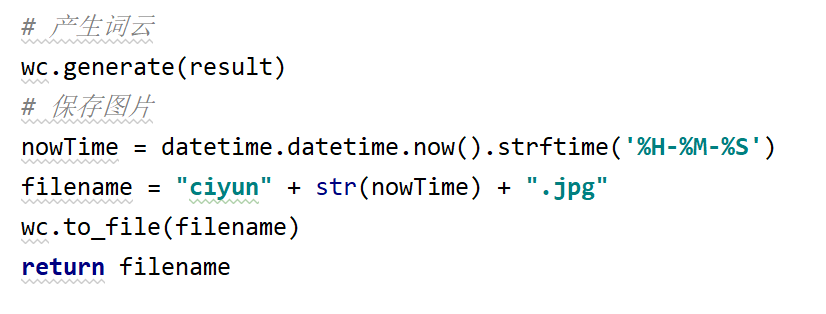 # 产生词云
wc.generate(result)
# 保存图片
nowTime = datetime.datetime.now().strftime('%H-%M-%S')
filename = "ciyun" + str(nowTime) + ".jpg"
wc.to_file(filename)
return filename